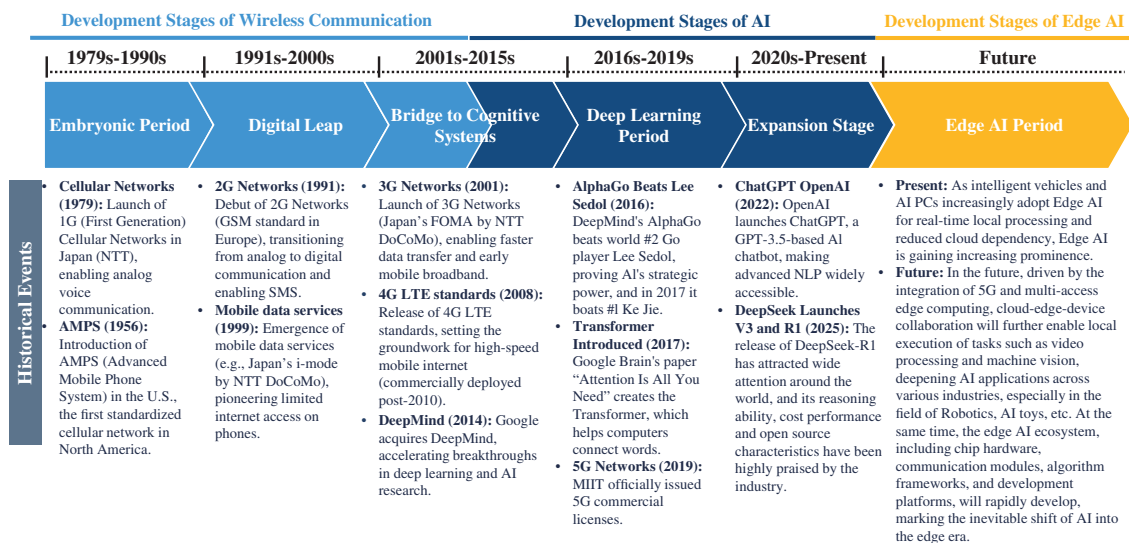 Development Stages of Wireless Communication
Development Stages of AI
Development Stages of Edge AI
1979s-1990s
1991s-2000s
2001s-2015s
2016s-2019s
2020s-Present
Future
Embryonic Period
Digital Leap
Bridge to Cognitive
Systems
Deep Learning
Period
Expansion Stage
Edge AI Period
Historical Events
• Cellular Networks
(1979): Launch of
1G (First Generation)
Cellular Networks in
Japan (NTT),
enabling analog
voice
communication.
• AMPS (1956):
Introduction of
AMPS (Advanced
Mobile Phone
System) in the U.S.,
the first standardized
cellular network in
North America.
• 2G Networks (1991):
Debut of 2G Networks
(GSM standard in
Europe), transitioning
from analog to digital
communication and
enabling SMS.
• Mobile data services
(1999): Emergence of
mobile data services
(e.g., Japan's i-mode
by NTT DoCoMo),
pioneering limited
internet access on
phones.
• 3G Networks (2001):
Launch of 3G Networks
(Japan's FOMA by NTT
DoCoMo), enabling faster
data transfer and early
mobile broadband.
• 4G LTE standards (2008):
Release of 4G LTE
standards, setting the
groundwork for high-speed
mobile internet
(commercially deployed
post-2010).
• DeepMind (2014): Google
acquires DeepMind,
accelerating breakthroughs
in deep learning and AI
research.
• AlphaGo Beats Lee
Sedol (2016):
DeepMind's AlphaGo
beats world #2 Go
player Lee Sedol,
proving AI's strategic
power, and in 2017 it
boats #l Ke Jie.
• Transformer
Introduced (2017):
Google Brain's paper
“Attention Is All You
Need” creates the
Transformer, which
helps computers
connect words.
• 5G Networks (2019):
MIIT officially issued
5G commercial
licenses.
• ChatGPT OpenAI
(2022): OpenAI
launches ChatGPT, a
GPT-3.5-based Al
chatbot, making
advanced NLP widely
accessible.
• DeepSeek Launches
V3 and R1 (2025): The
release of DeepSeek-R1
has attracted wide
attention around the
world, and its reasoning
ability, cost performance
and open source
characteristics have been
highly praised by the
industry.
• Present: As intelligent vehicles and
AI PCs increasingly adopt Edge AI
for real-time local processing and
reduced cloud dependency, Edge AI
is gaining increasing prominence.
• Future: In the future, driven by the
integration of 5G and multi-access
edge computing, cloud-edge-device
collaboration will further enable local
execution of tasks such as video
processing and machine vision,
deepening AI applications across
various industries, especially in the
field of Robotics, AI toys, etc. At the
same time, the edge AI ecosystem,
including chip hardware,
communication modules, algorithm
frameworks, and development
platforms, will rapidly develop,
marking the inevitable shift of AI into
the edge era.